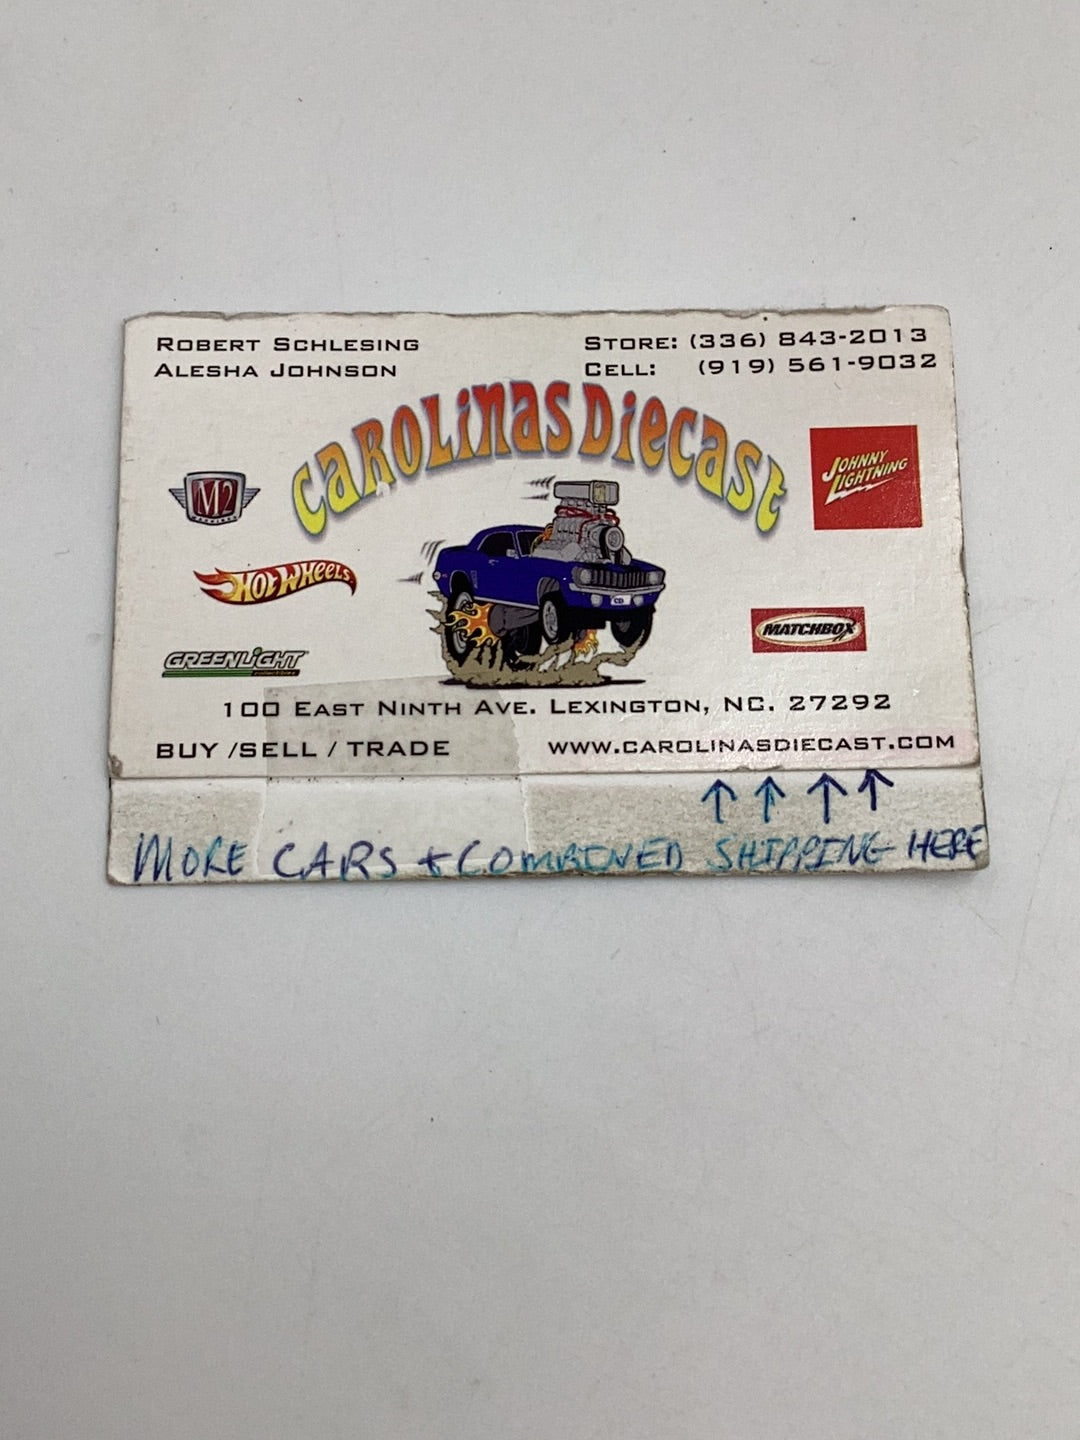 ROBERT SCHLESING
ALESHA JOHNSON
STORE: (336) 843-2013
CELL: (919) 561-9032
CAROLINAS DIECAST
M2
JOHNNY
LIGHTNING
HOT WHEELS
MATCHBOX
GREENLIGHT
100 EAST NINTH AVE. LEXINGTON, NC. 27292
BUY /SELL / TRADE
WWW.CAROLINASDIECAST.COM
MORE CARS + COMBINED SHIPPING HERE